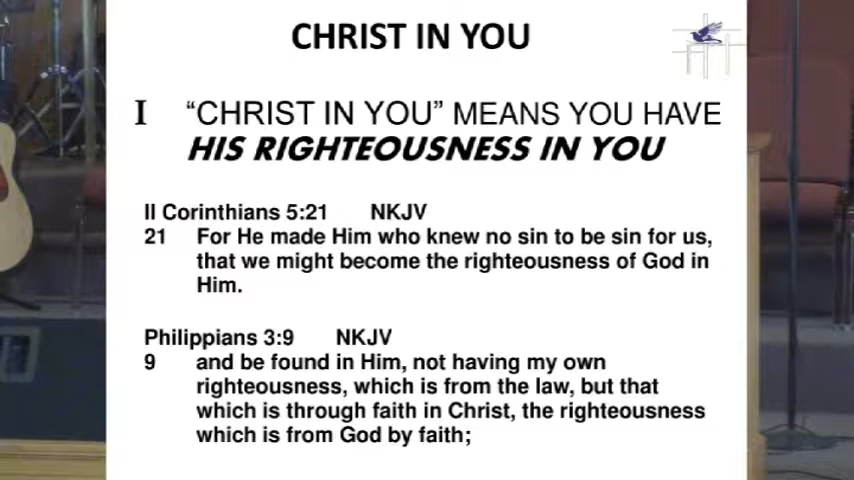 CHRIST IN YOU
I “CHRIST IN YOU” MEANS YOU HAVE
HIS RIGHTEOUSNESS IN YOU
II Corinthians 5:21 NKJV
21 For He made Him who knew no sin to be sin for us,
that we might become the righteousness of God in
Him.
Philippians 3:9 NKJV
9 and be found in Him, not having my own
righteousness, which is from the law, but that
which is through faith in Christ, the righteousness
which is from God by faith;